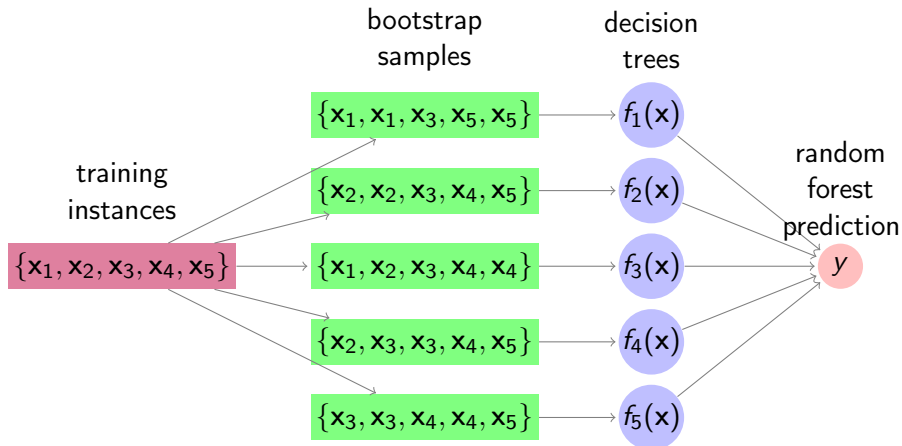 bootstrap
samples
decision
trees
{x₁, x₁, x₃, x₅, x₅}
f₁(x)
training
instances
{x₂, x₂, x₃, x₄, x₅}
f₂(x)
random
forest
prediction
{x₁, x₂, x₃, x₄, x₅}
{x₁, x₂, x₃, x₄, x₄}
f₃(x)
y
{x₂, x₃, x₃, x₄, x₅}
f₄(x)
{x₃, x₃, x₄, x₄, x₅}
f₅(x)